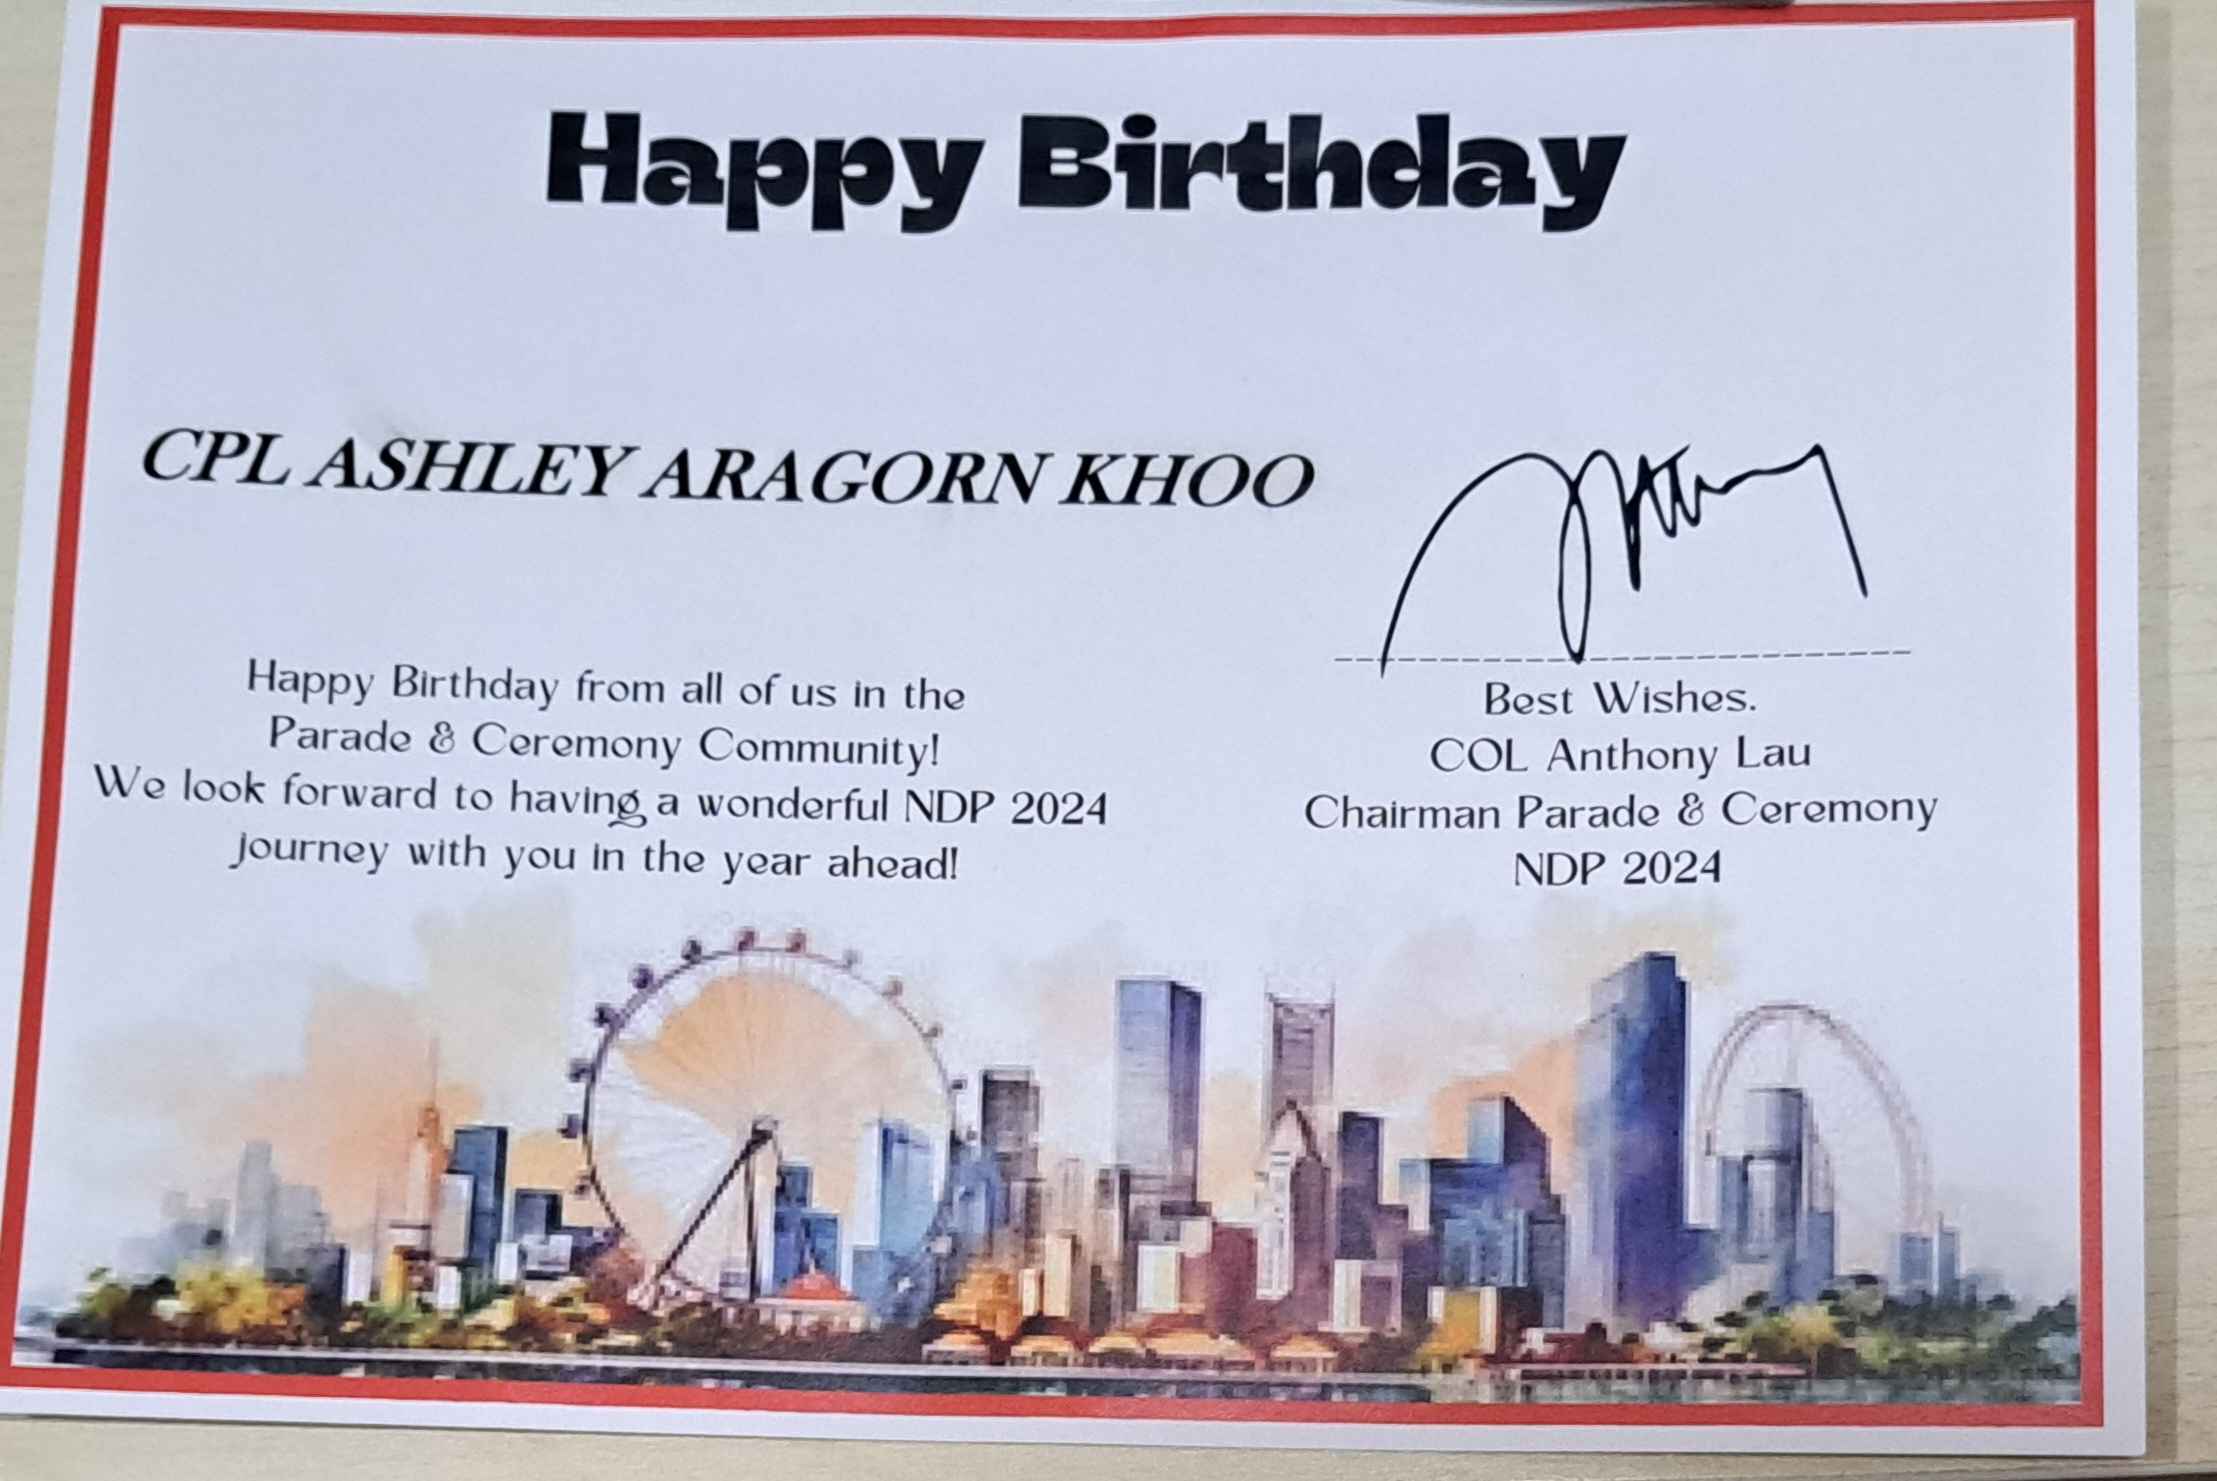 Happy Birthday
CPL ASHLEY ARAGORN KHOO
Happy Birthday from all of us in the
Parade & Ceremony Community!
We look forward to having a wonderful NDP 2024
journey with you in the year ahead!
Best Wishes.
COL Anthony Lau
Chairman Parade & Ceremony
NDP 2024